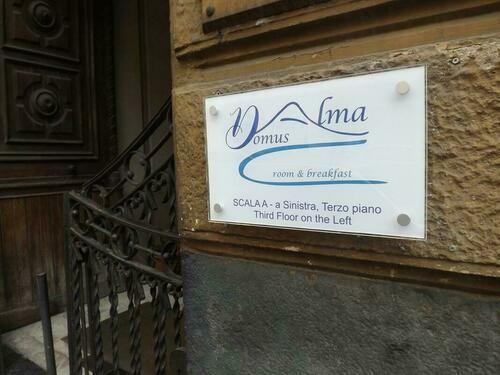 Domus Alma
room & breakfast
SCALA A - a Sinistra, Terzo piano
Third Floor on the Left